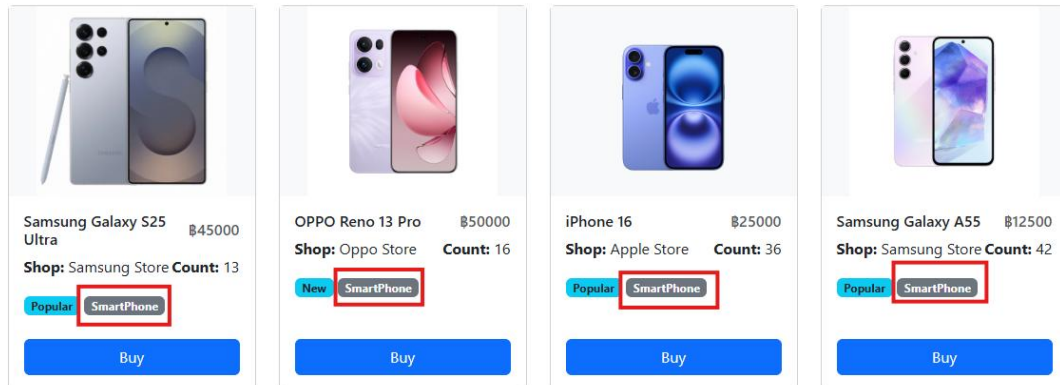 Samsung Galaxy S25 Ultra ฿45000
Shop: Samsung Store Count: 13
Popular SmartPhone
Buy
OPPO Reno 13 Pro ฿50000
Shop: Oppo Store Count: 16
New SmartPhone
Buy
iPhone 16 ฿25000
Shop: Apple Store Count: 36
Popular SmartPhone
Buy
Samsung Galaxy A55 ฿12500
Shop: Samsung Store Count: 42
Popular SmartPhone
Buy